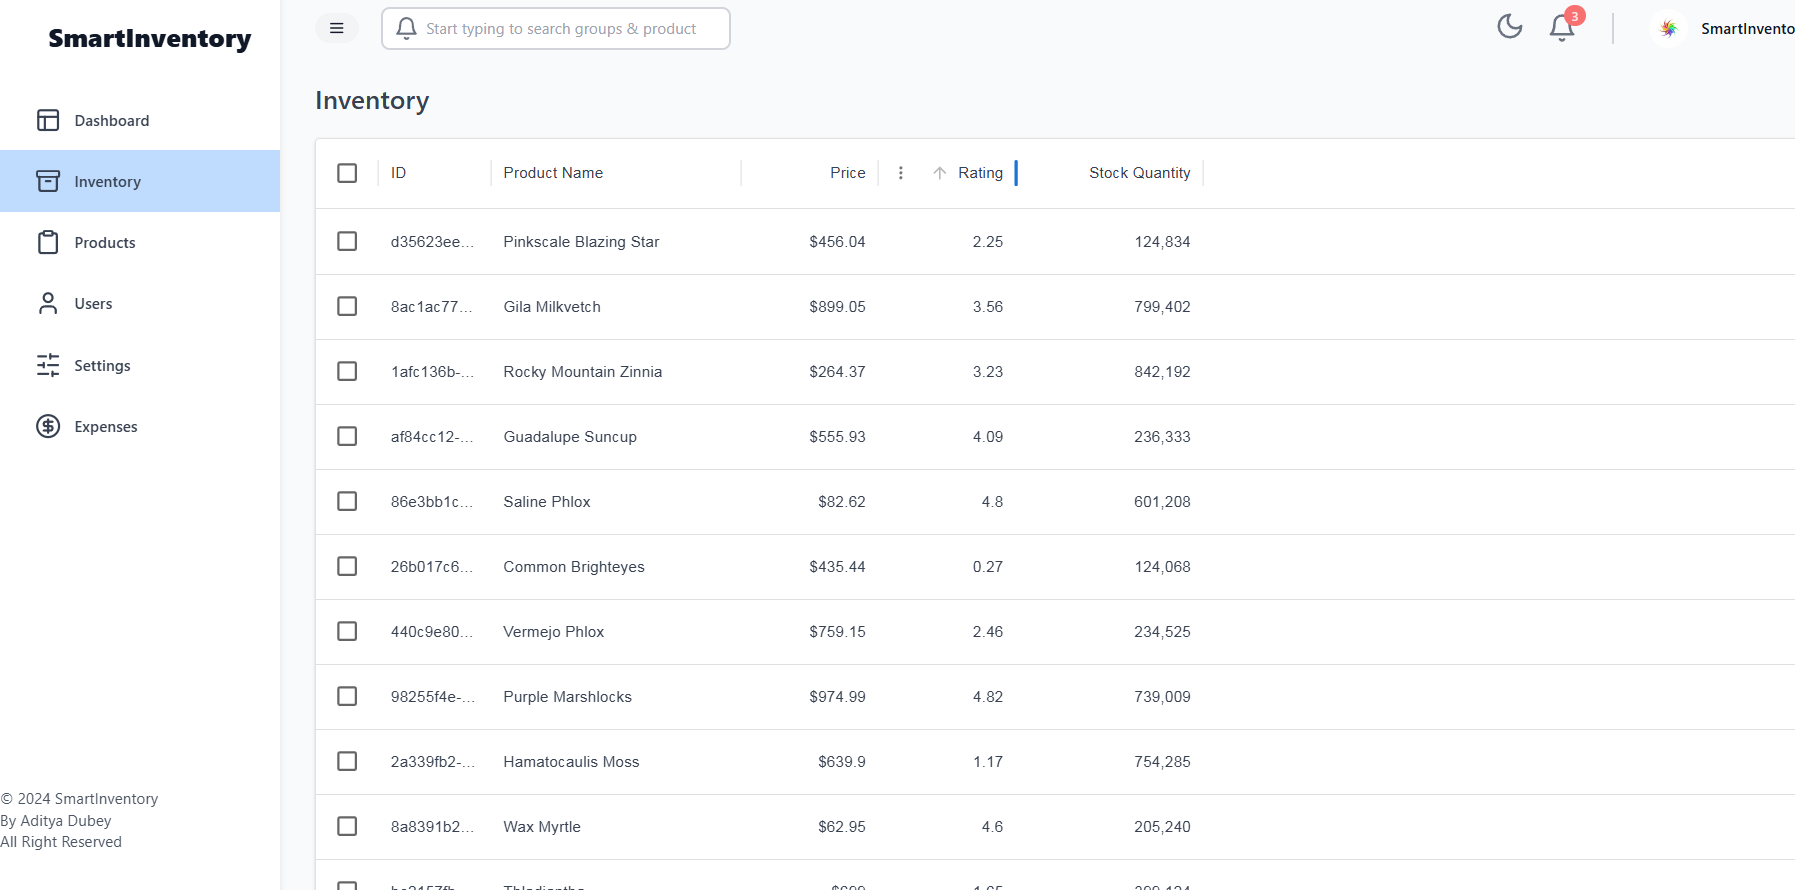 SmartInventory
Start typing to search groups & product
3
SmartInvento
Dashboard
Inventory
Products
Users
Settings
Expenses
© 2024 SmartInventory
By Aditya Dubey
All Right Reserved
Inventory
ID Product Name Price Rating Stock Quantity
d35623ee... Pinkscale Blazing Star $456.04 2.25 124,834
8ac1ac77... Gila Milkvetch $899.05 3.56 799,402
1afc136b-... Rocky Mountain Zinnia $264.37 3.23 842,192
af84cc12-... Guadalupe Suncup $555.93 4.09 236,333
86e3bb1c... Saline Phlox $82.62 4.8 601,208
26b017c6... Common Brighteyes $435.44 0.27 124,068
440c9e80... Vermejo Phlox $759.15 2.46 234,525
98255f4e-... Purple Marshlocks $974.99 4.82 739,009
2a339fb2-... Hamatocaulis Moss $639.9 1.17 754,285
8a8391b2... Wax Myrtle $62.95 4.6 205,240